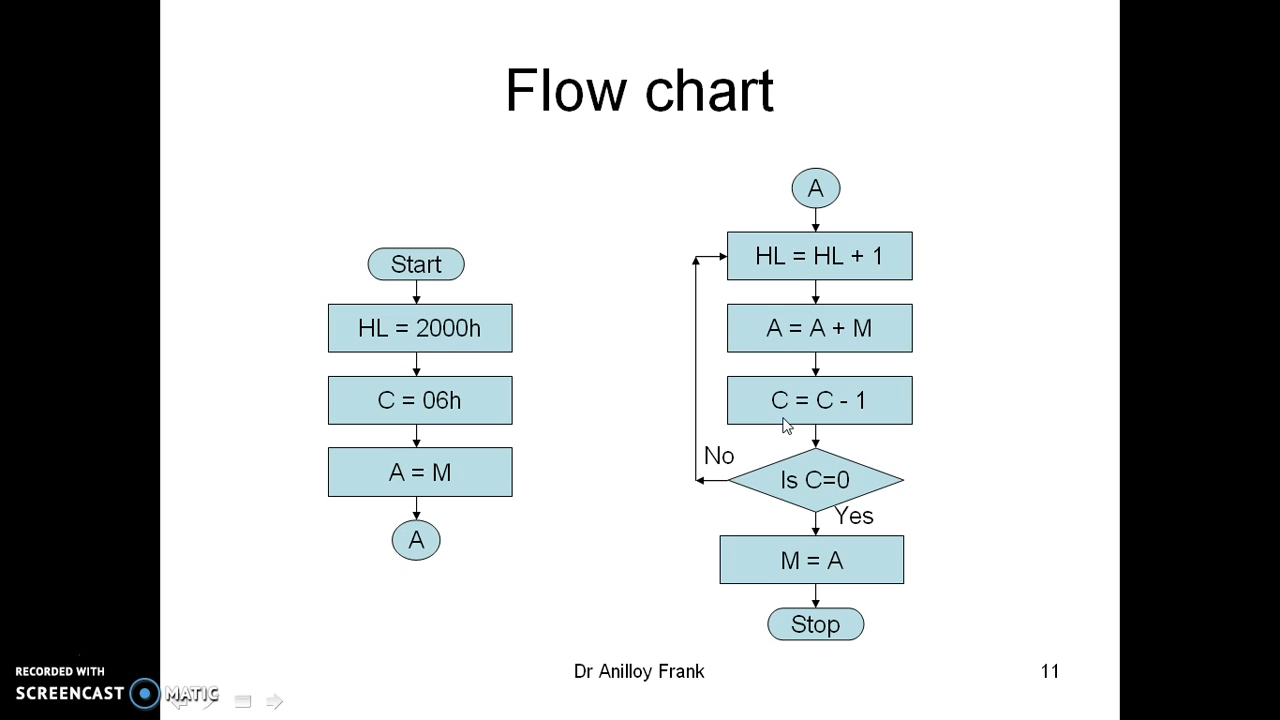 Flow chart
Start
HL = 2000h
C = 06h
A = M
A
A
HL = HL + 1
A = A + M
C = C - 1
Is C=0
No
Yes
M = A
Stop
Dr Anilloy Frank
11
RECORDED WITH
SCREENCAST MATIC